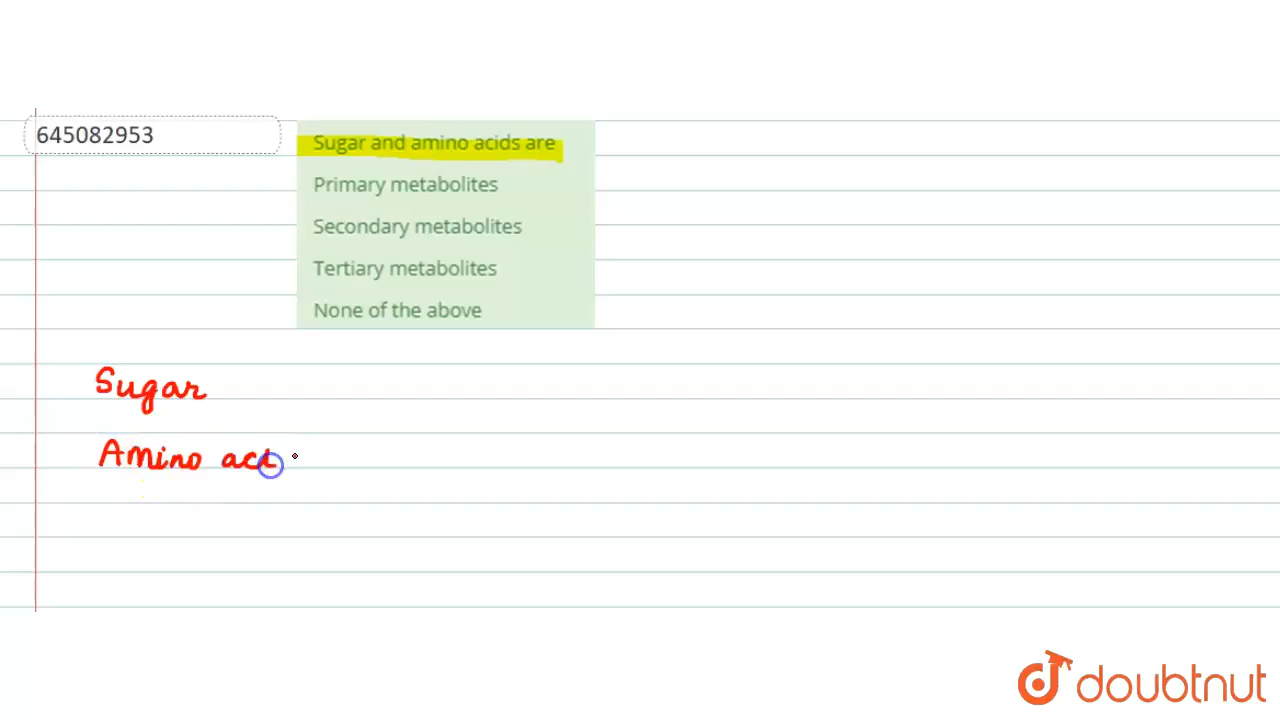 645082953
Sugar and amino acids are
Primary metabolites
Secondary metabolites
Tertiary metabolites
None of the above
Sugar
Amino aci
doubtnut